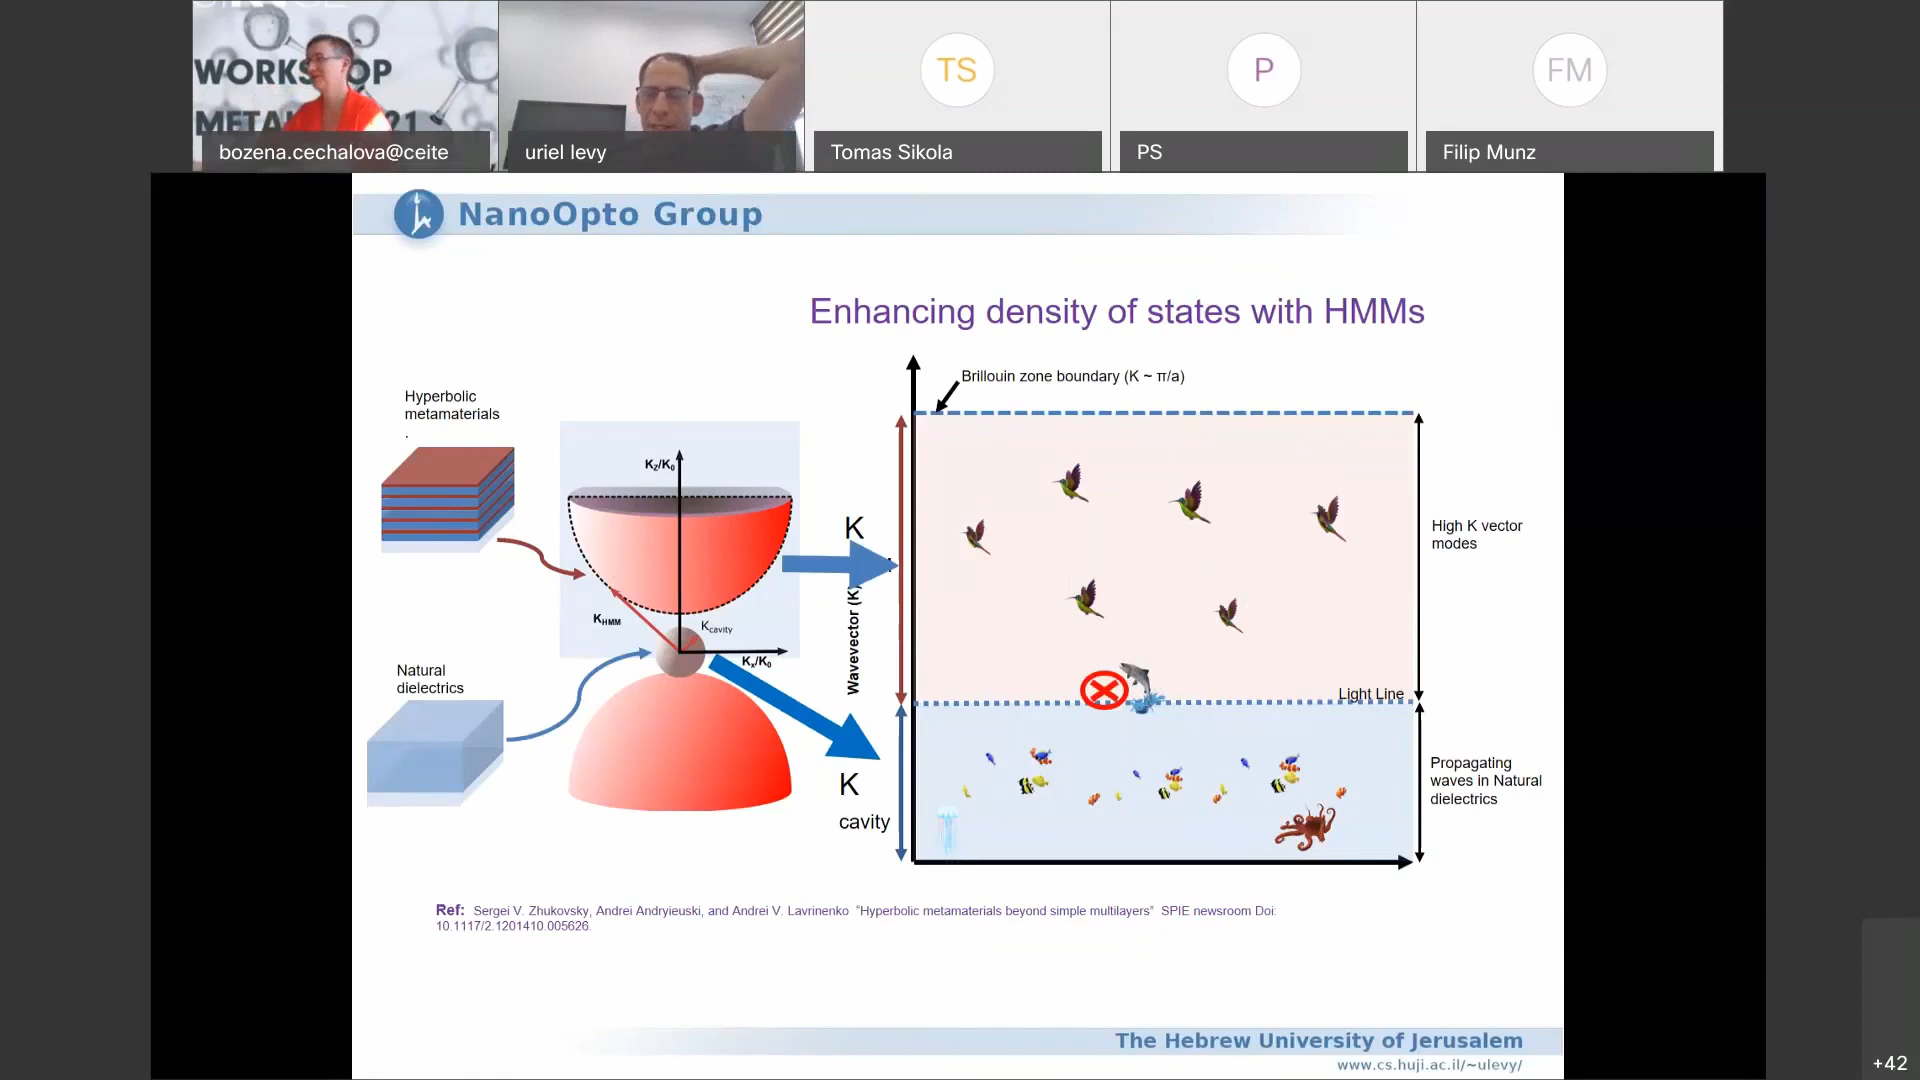 WORKSHOP
bozena.cechalova@ceite
uriel levy
TS
Tomas Sikola
P
PS
FM
Filip Munz
NanoOpto Group
Enhancing density of states with HMMs
Brillouin zone boundary (K ~ π/a)
Hyperbolic
metamaterials
.
Kz/K0
K
High K vector
modes
Wavevector (K)
KHMM
Kcavity
Kx/K0
Natural
dielectrics
Light Line
K
cavity
Propagating
waves in Natural
dielectrics
Ref: Sergei V. Zhukovsky, Andrei Andryieuski, and Andrei V. Lavrinenko "Hyperbolic metamaterials beyond simple multilayers" SPIE newsroom Doi:
10.1117/2.1201410.005626.
The Hebrew University of Jerusalem
www.cs.huji.ac.il/~ulevy/
+42